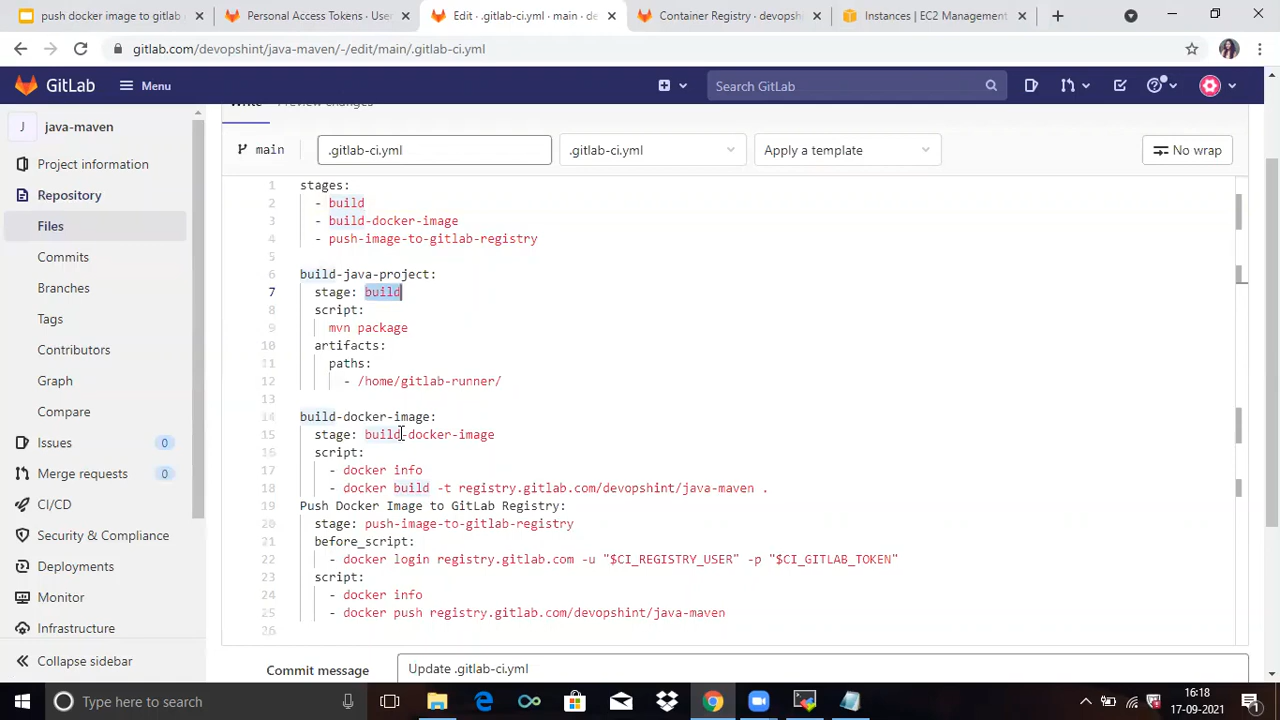 push docker image to gitlab
Personal Access Tokens · User
Edit · .gitlab-ci.yml · main · de
Container Registry · devopshi
Instances | EC2 Management
gitlab.com/devopshint/java-maven/-/edit/main/.gitlab-ci.yml
GitLab
Menu
Search GitLab
J
java-maven
Project information
Repository
Files
Commits
Branches
Tags
Contributors
Graph
Compare
Issues 0
Merge requests 0
CI/CD
Security & Compliance
Deployments
Monitor
Infrastructure
Collapse sidebar
Write Preview changes
main
.gitlab-ci.yml
.gitlab-ci.yml
Apply a template
No wrap
1 stages:
2 - build
3 - build-docker-image
4 - push-image-to-gitlab-registry
5
6 build-java-project:
7 stage: build
8 script:
9 mvn package
10 artifacts:
11 paths:
12 - /home/gitlab-runner/
13
14 build-docker-image:
15 stage: build-docker-image
16 script:
17 - docker info
18 - docker build -t registry.gitlab.com/devopshint/java-maven .
19 Push Docker Image to GitLab Registry:
20 stage: push-image-to-gitlab-registry
21 before_script:
22 - docker login registry.gitlab.com -u "$CI_REGISTRY_USER" -p "$CI_GITLAB_TOKEN"
23 script:
24 - docker info
25 - docker push registry.gitlab.com/devopshint/java-maven
26
Commit message
Update .gitlab-ci.yml
Type here to search
16:18
17-09-2021
1